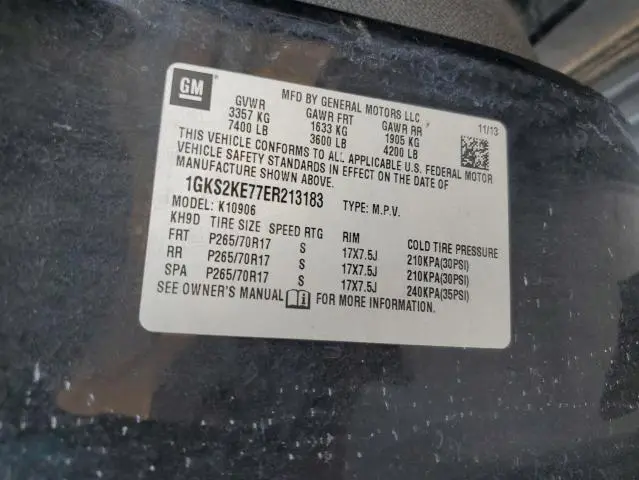 GM
MFD BY GENERAL MOTORS LLC
GVWR GAWR FRT GAWR RR 11/13
3357 KG 1633 KG 1905 KG
7400 LB 3600 LB 4200 LB
THIS VEHICLE CONFORMS TO ALL APPLICABLE U.S. FEDERAL MOTOR
VEHICLE SAFETY STANDARDS IN EFFECT ON THE DATE OF
MANUFACTURE SHOWN ABOVE.
1GKS2KE77ER213183 TYPE: M.P.V.
MODEL: K10906
KH9D TIRE SIZE SPEED RTG RIM COLD TIRE PRESSURE
FRT P265/70R17 S 17X7.5J 210KPA(30PSI)
RR P265/70R17 S 17X7.5J 210KPA(30PSI)
SPA P265/70R17 S 17X7.5J 240KPA(35PSI)
SEE OWNER'S MANUAL FOR MORE INFORMATION.